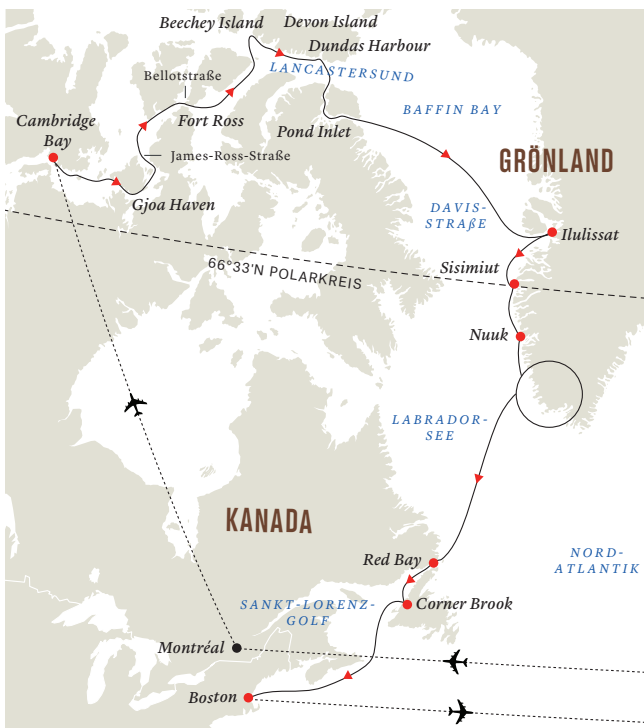 Beechey Island
Devon Island
Dundas Harbour
LANCASTERSUND
Bellotstraße
BAFFIN BAY
Cambridge
Bay
Fort Ross
Pond Inlet
GRÖNLAND
James-Ross-Straße
Gjoa Haven
DAVIS-
STRAßE
Ilulissat
66°33'N POLARKREIS
Sisimiut
Nuuk
LABRADOR-
SEE
KANADA
Red Bay
NORD-
ATLANTIK
SANKT-LORENZ-
GOLF
Corner Brook
Montréal
Boston